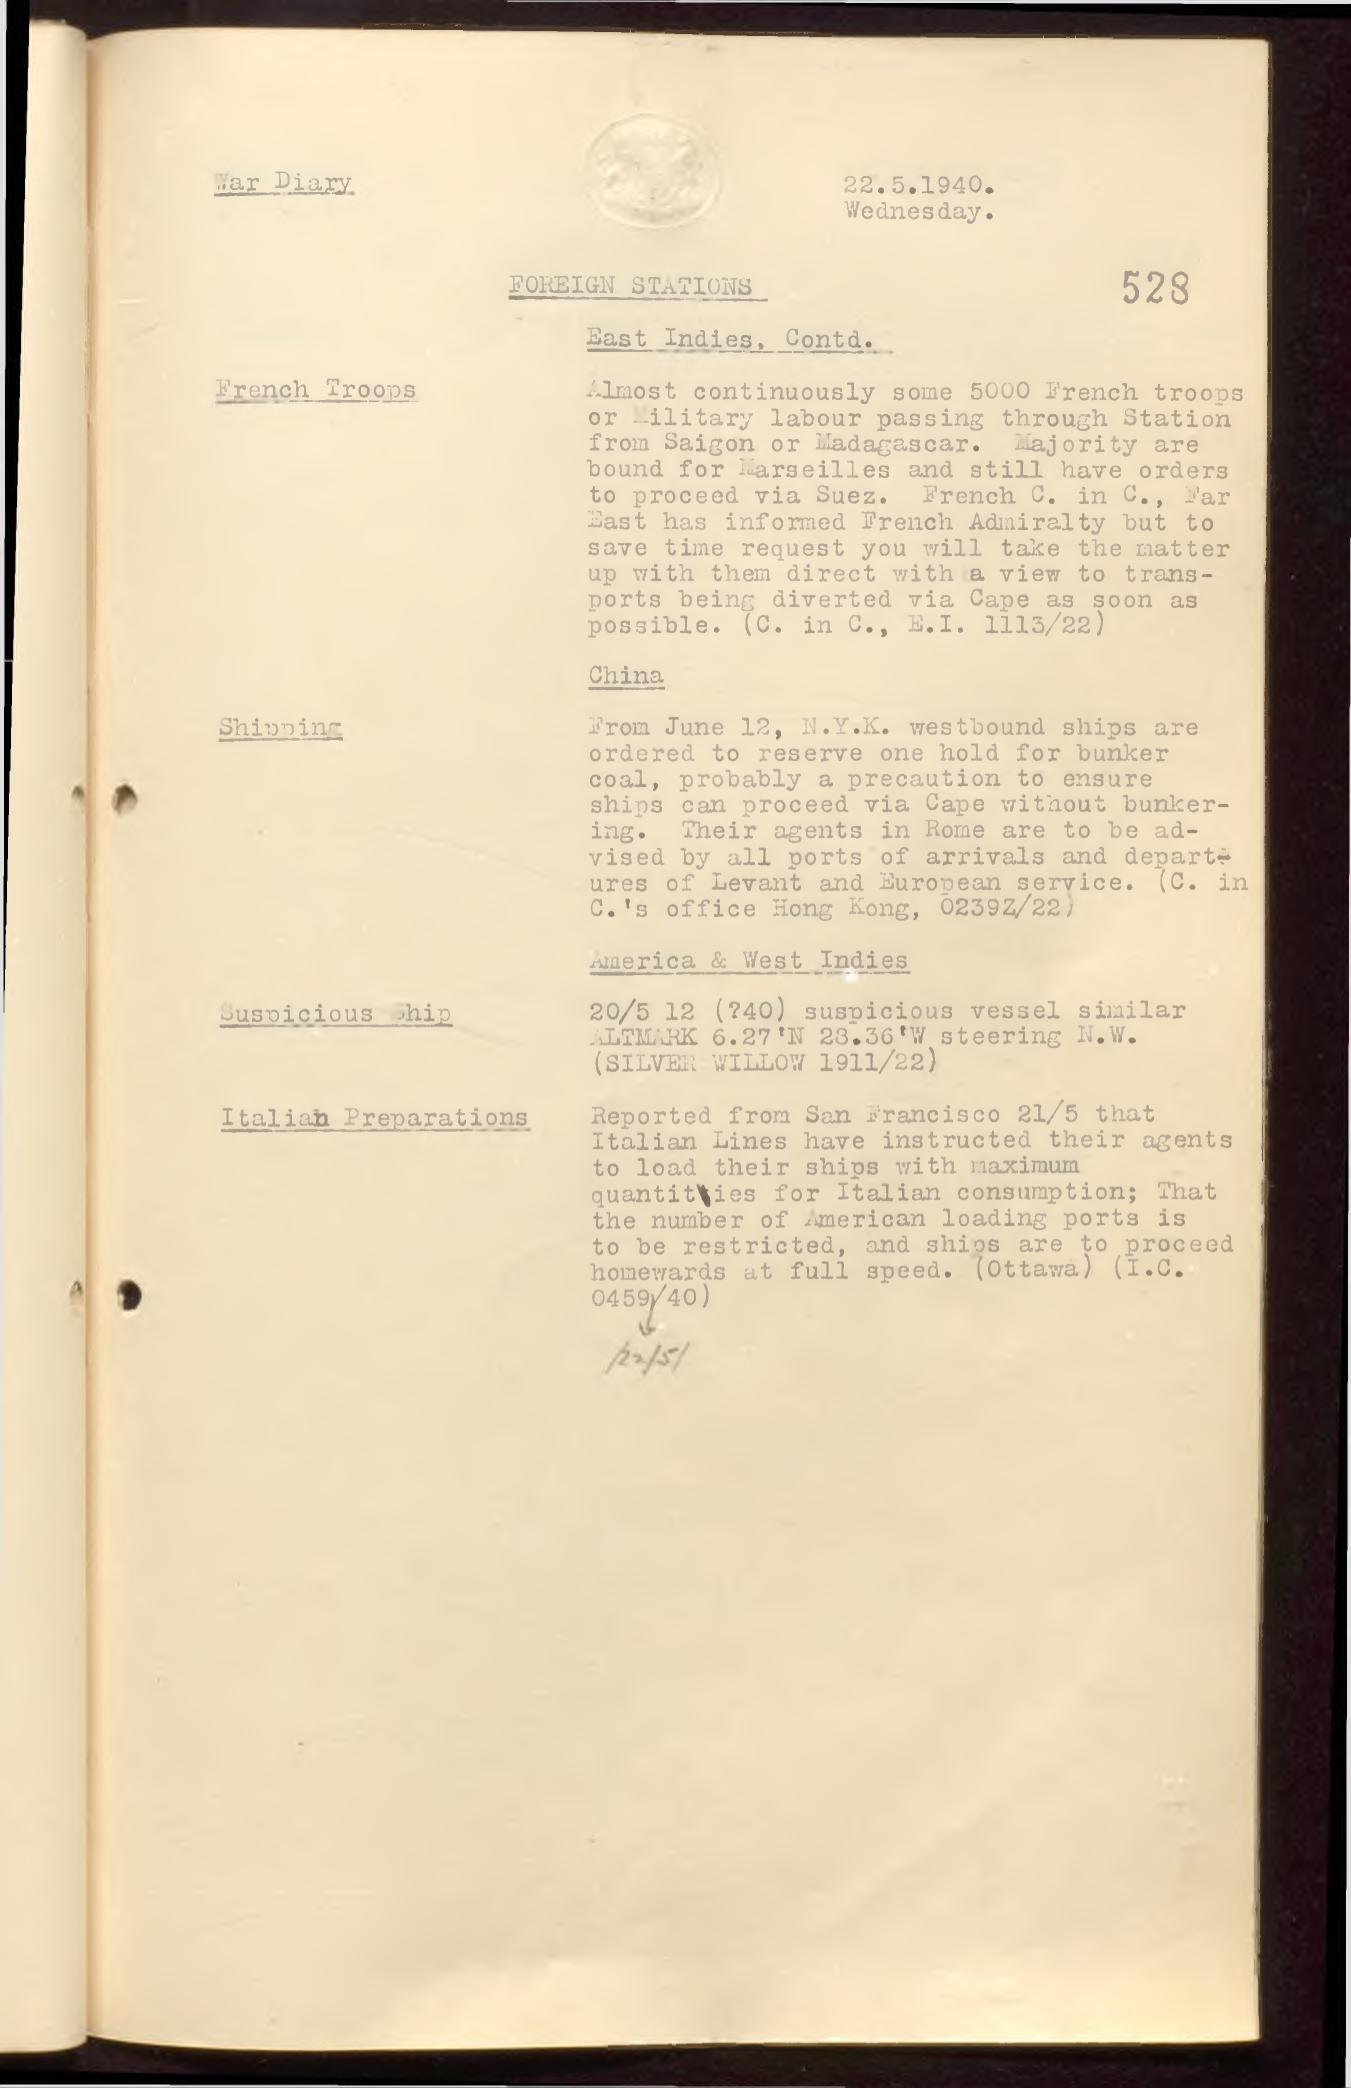 War Diary
22.5.1940.
Wednesday.
FOREIGN STATIONS
528
East Indies, Contd.
French Troops
Almost continuously some 5000 French troops
or Military labour passing through Station
from Saigon or Madagascar. Majority are
bound for Marseilles and still have orders
to proceed via Suez. French C. in C., Far
East has informed French Admiralty but to
save time request you will take the matter
up with them direct with a view to trans-
ports being diverted via Cape as soon as
possible. (C. in C., E.I. 1113/22)
China
Shipping
From June 12, N.Y.K. westbound ships are
ordered to reserve one hold for bunker
coal, probably a precaution to ensure
ships can proceed via Cape without bunker-
ing. Their agents in Rome are to be ad-
vised by all ports of arrivals and depart-
ures of Levant and European service. (C. in
C.'s office Hong Kong, 0239Z/22)
America & West Indies
Suspicious Ship
20/5 12 (?40) suspicious vessel similar
ALTMARK 6.27'N 28.36'W steering N.W.
(SILVER WILLOW 1911/22)
Italian Preparations
Reported from San Francisco 21/5 that
Italian Lines have instructed their agents
to load their ships with maximum
quantities for Italian consumption; That
the number of American loading ports is
to be restricted, and ships are to proceed
homewards at full speed. (Ottawa) (I.C.
0459/40)
/22/5/